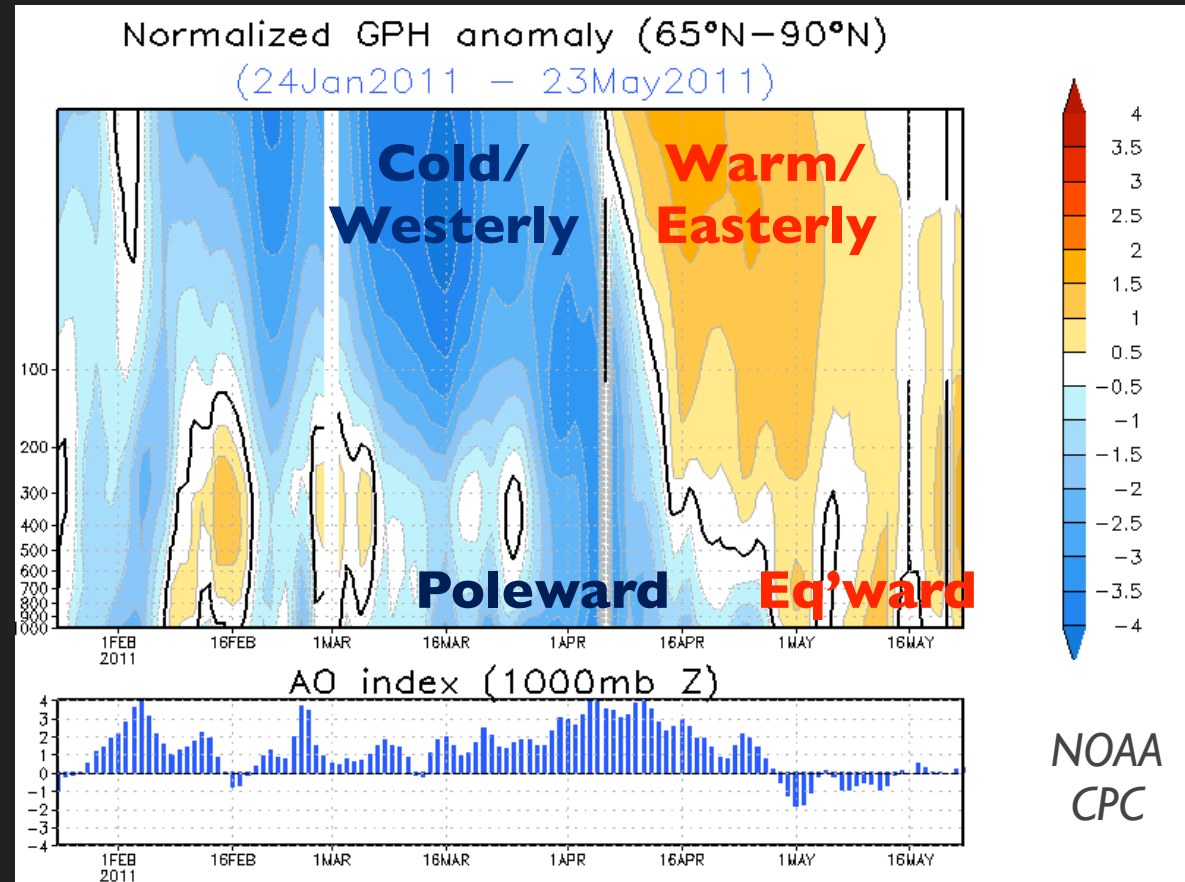 Normalized GPH anomaly (65°N–90°N)
(24Jan2011 – 23May2011)
Cold/
Westerly
Warm/
Easterly
Poleward
Eq'ward
100
200
300
400
500
600
700
800
900
1000
1FEB
2011
16FEB
1MAR
16MAR
1APR
16APR
1MAY
16MAY
4
3.5
3
2.5
2
1.5
1
0.5
−0.5
−1
−1.5
−2
−2.5
−3
−3.5
−4
AO index (1000mb Z)
4
3
2
1
0
−1
−2
−3
−4
1FEB
2011
16FEB
1MAR
16MAR
1APR
16APR
1MAY
16MAY
NOAA
CPC